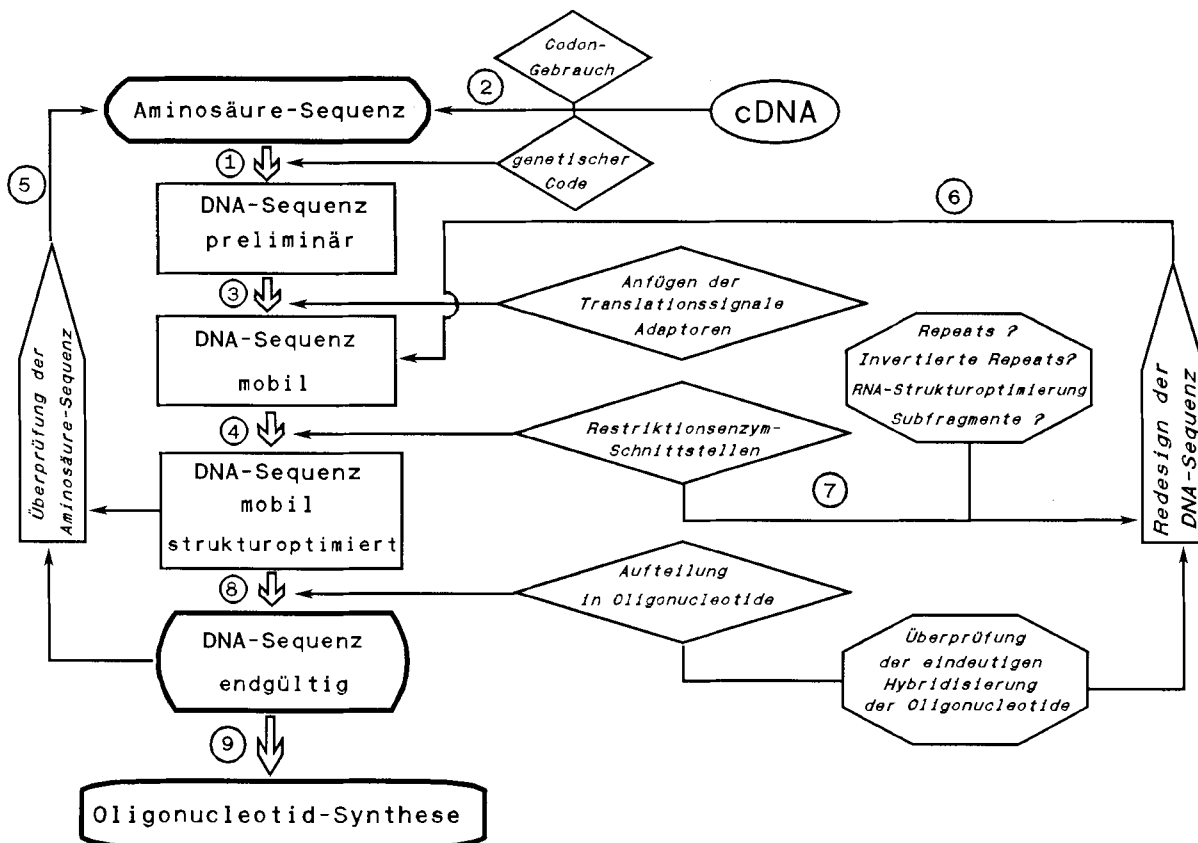 Codon-
Gebrauch
2
Aminosäure-Sequenz
cDNA
1
genetischer
Code
5
DNA-Sequenz
preliminär
6
3
Anfügen der
Translationssignale
Adaptoren
DNA-Sequenz
mobil
Repeats ?
Invertierte Repeats?
RNA-Strukturoptimierung
Subfragmente ?
Überprüfung der
Aminosäure-Sequenz
Redesign der
DNA-Sequenz
4
Restriktionsenzym-
Schnittstellen
DNA-Sequenz
mobil
strukturoptimiert
7
8
Aufteilung
in Oligonucleotide
DNA-Sequenz
endgültig
Überprüfung
der eindeutigen
Hybridisierung
der Oligonucleotide
9
Oligonucleotid-Synthese